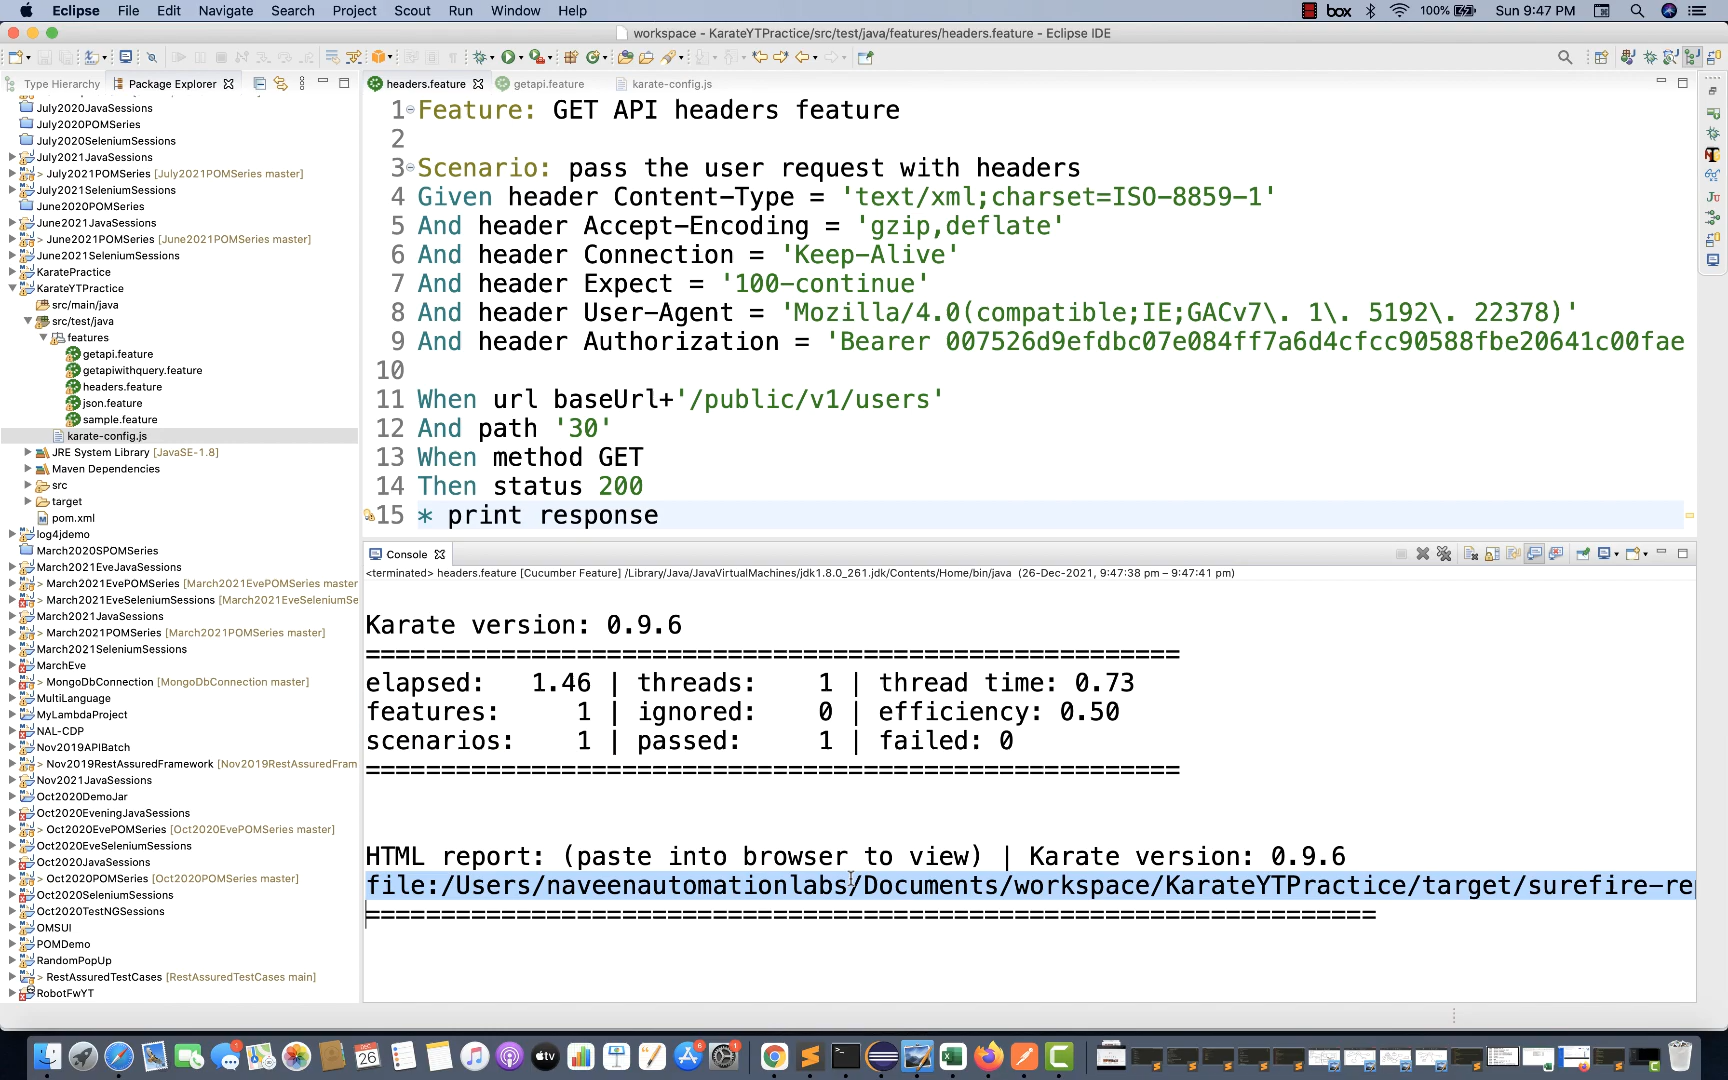 Eclipse File Edit Navigate Search Project Scout Run Window Help box 100% Sun 9:47 PM
workspace - KarateYTPractice/src/test/java/features/headers.feature - Eclipse IDE
Type Hierarchy Package Explorer headers.feature getapi.feature karate-config.js
July2020JavaSessions
July2020POMSeries
July2020SeleniumSessions
July2021JavaSessions
> July2021POMSeries [July2021POMSeries master]
July2021SeleniumSessions
June2020POMSeries
June2021JavaSessions
> June2021POMSeries [June2021POMSeries master]
June2021SeleniumSessions
KaratePractice
KarateYTPractice
src/main/java
src/test/java
features
getapi.feature
getapiwithquery.feature
headers.feature
json.feature
sample.feature
karate-config.js
JRE System Library [JavaSE-1.8]
Maven Dependencies
src
target
pom.xml
log4jdemo
March2020SPOMSeries
March2021EveJavaSessions
> March2021EvePOMSeries [March2021EvePOMSeries master
> March2021EveSeleniumSessions [March2021EveSeleniumSe
March2021JavaSessions
> March2021POMSeries [March2021POMSeries master]
March2021SeleniumSessions
MarchEve
> MongoDbConnection [MongoDbConnection master]
MultiLanguage
MyLambdaProject
NAL-CDP
Nov2019APIBatch
> Nov2019RestAssuredFramework [Nov2019RestAssuredFram
Nov2021JavaSessions
Oct2020DemoJar
Oct2020EveningJavaSessions
> Oct2020EvePOMSeries [Oct2020EvePOMSeries master]
Oct2020EveSeleniumSessions
Oct2020JavaSessions
> Oct2020POMSeries [Oct2020POMSeries master]
Oct2020SeleniumSessions
Oct2020TestNGSessions
OMSUI
POMDemo
RandomPopUp
> RestAssuredTestCases [RestAssuredTestCases main]
RobotFwYT
1 Feature: GET API headers feature
2
3 Scenario: pass the user request with headers
4 Given header Content-Type = 'text/xml;charset=ISO-8859-1'
5 And header Accept-Encoding = 'gzip,deflate'
6 And header Connection = 'Keep-Alive'
7 And header Expect = '100-continue'
8 And header User-Agent = 'Mozilla/4.0(compatible;IE;GACv7\. 1\. 5192\. 22378)'
9 And header Authorization = 'Bearer 007526d9efdbc07e084ff7a6d4cfcc90588fbe20641c00fae
10
11 When url baseUrl+'/public/v1/users'
12 And path '30'
13 When method GET
14 Then status 200
15 * print response
Console
<terminated> headers.feature [Cucumber Feature] /Library/Java/JavaVirtualMachines/jdk1.8.0_261.jdk/Contents/Home/bin/java (26-Dec-2021, 9:47:38 pm – 9:47:41 pm)
Karate version: 0.9.6
======================================================
elapsed: 1.46 | threads: 1 | thread time: 0.73
features: 1 | ignored: 0 | efficiency: 0.50
scenarios: 1 | passed: 1 | failed: 0
======================================================
HTML report: (paste into browser to view) | Karate version: 0.9.6
file:/Users/naveenautomationlabs/Documents/workspace/KarateYTPractice/target/surefire-rep
===================================================================